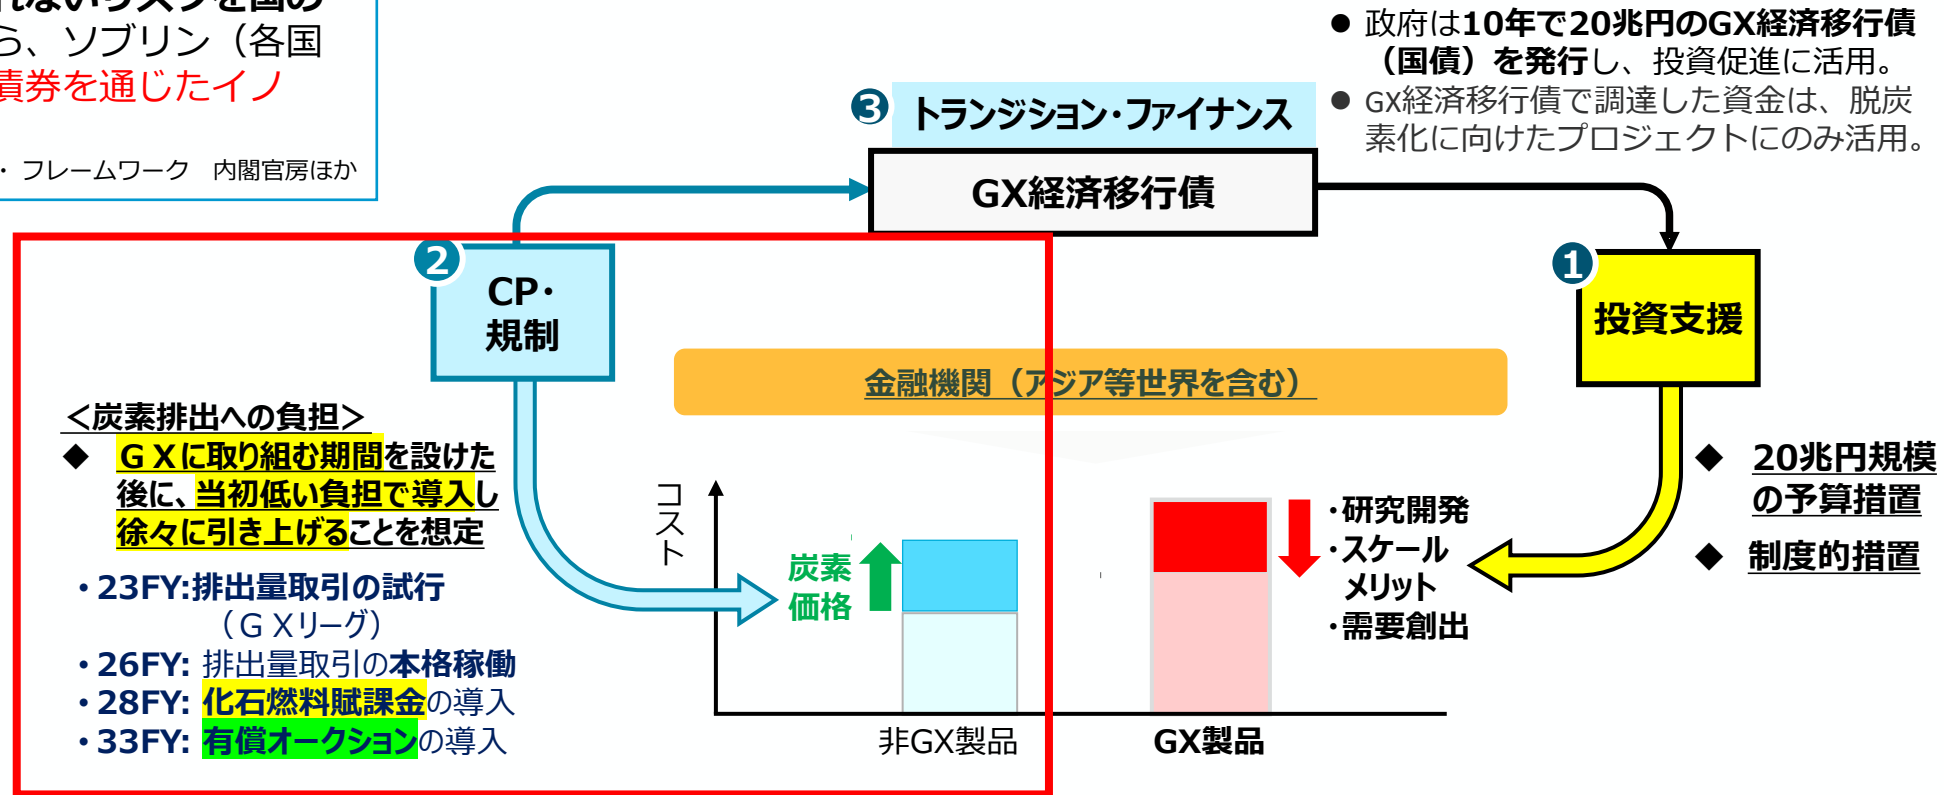 れないリスクを国の
ら、ソブリン（各国
債券を通じたイノ
・ フレームワーク　内閣官房ほか
● 政府は10年で20兆円のGX経済移行債
（国債）を発行し、投資促進に活用。
● GX経済移行債で調達した資金は、脱炭
素化に向けたプロジェクトにのみ活用。
3 トランジション・ファイナンス
GX経済移行債
2
CP・
規制
1
投資支援
金融機関（アジア等世界を含む）
＜炭素排出への負担＞
◆ ＧＸに取り組む期間を設けた
後に、当初低い負担で導入し
徐々に引き上げることを想定
・23FY:排出量取引の試行
（ＧＸリーグ）
・26FY: 排出量取引の本格稼働
・28FY: 化石燃料賦課金の導入
・33FY: 有償オークションの導入
コスト
炭素
価格
非GX製品
GX製品
・研究開発
・スケール
メリット
・需要創出
◆ 20兆円規模
の予算措置
◆ 制度的措置